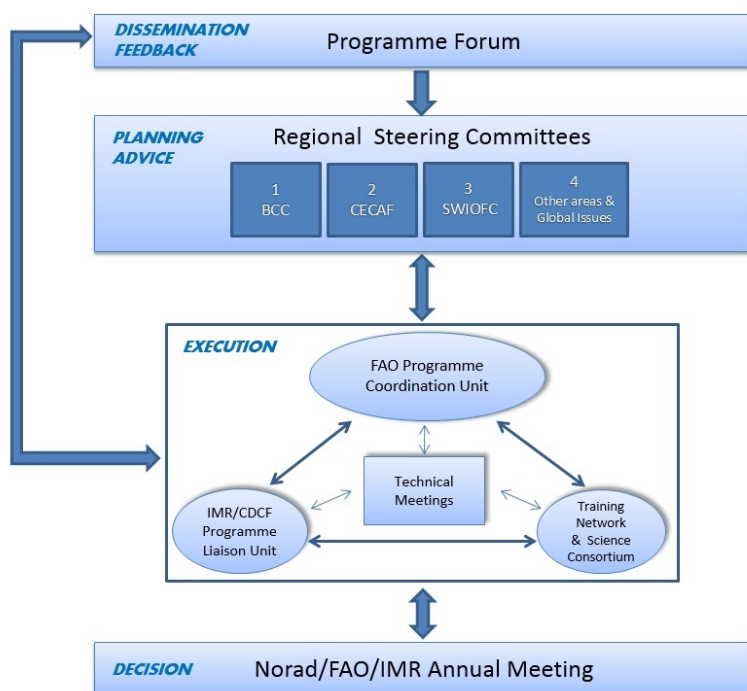 DISSEMINATION
FEEDBACK
Programme Forum
PLANNING
ADVICE
Regional Steering Committees
1
BCC
2
CECAF
3
SWIOFC
4
Other areas &
Global Issues
EXECUTION
FAO Programme
Coordination Unit
Technical
Meetings
IMR/CDCF
Programme
Liaison Unit
Training
Network
& Science
Consortium
DECISION
Norad/FAO/IMR Annual Meeting